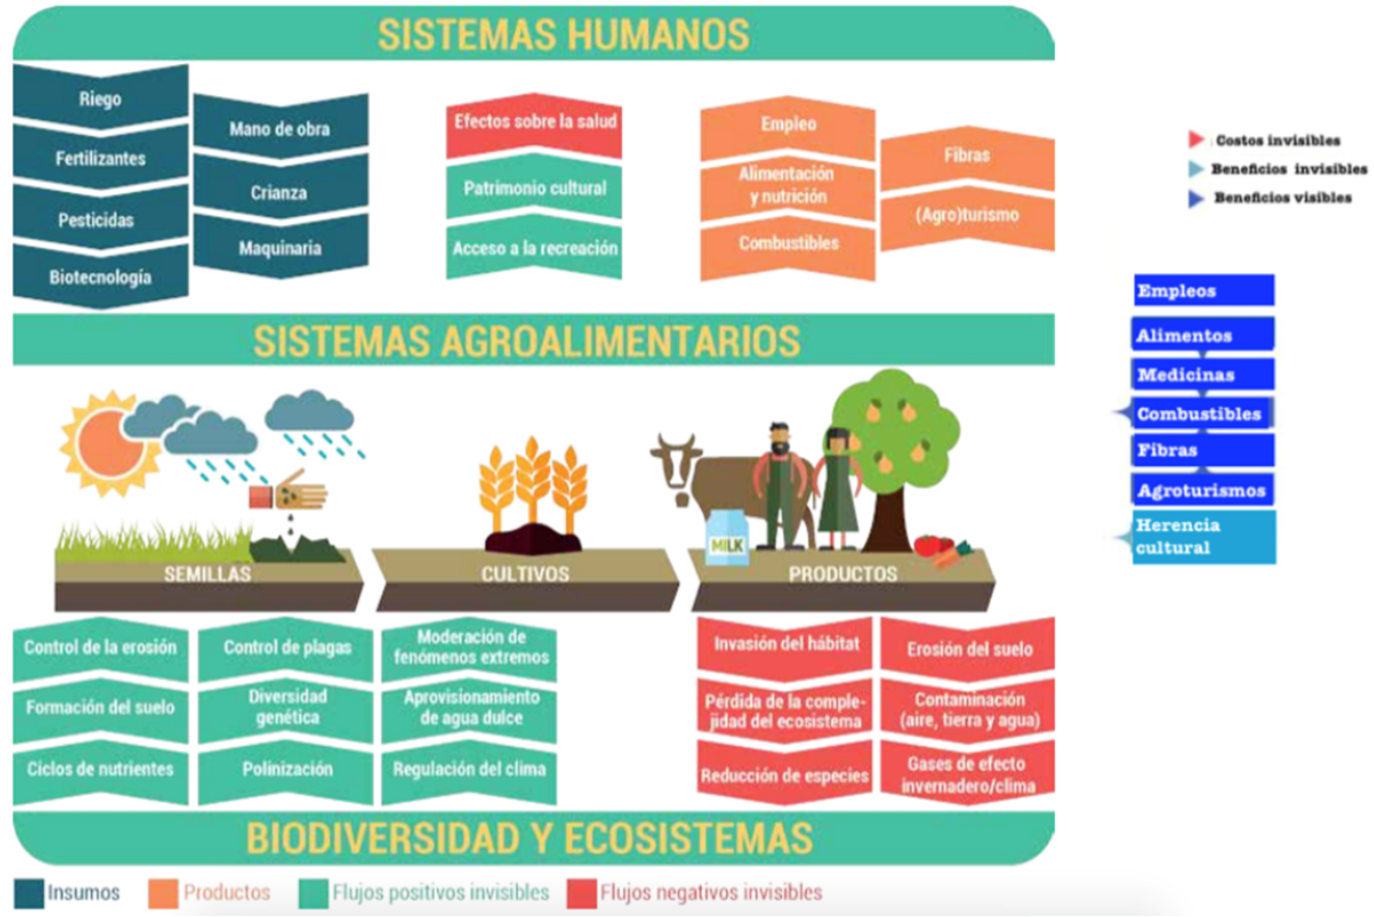 SISTEMAS HUMANOS
Riego
Fertilizantes
Pesticidas
Biotecnología
Mano de obra
Crianza
Maquinaria
Efectos sobre la salud
Patrimonio cultural
Acceso a la recreación
Empleo
Alimentación
y nutrición
Combustibles
Fibras
(Agro)turismo
SISTEMAS AGROALIMENTARIOS
MILK
SEMILLAS
CULTIVOS
PRODUCTOS
Control de la erosión
Formación del suelo
Ciclos de nutrientes
Control de plagas
Diversidad
genética
Polinización
Moderación de
fenómenos extremos
Aprovisionamiento
de agua dulce
Regulación del clima
Invasión del hábitat
Pérdida de la comple-
jidad del ecosistema
Reducción de especies
Erosión del suelo
Contaminación
(aire, tierra y agua)
Gases de efecto
invernadero/clima
BIODIVERSIDAD Y ECOSISTEMAS
Insumos
Productos
Flujos positivos invisibles
Flujos negativos invisibles
Costos invisibles
Beneficios invisibles
Beneficios visibles
Empleos
Alimentos
Medicinas
Combustibles
Fibras
Agroturismos
Herencia
cultural